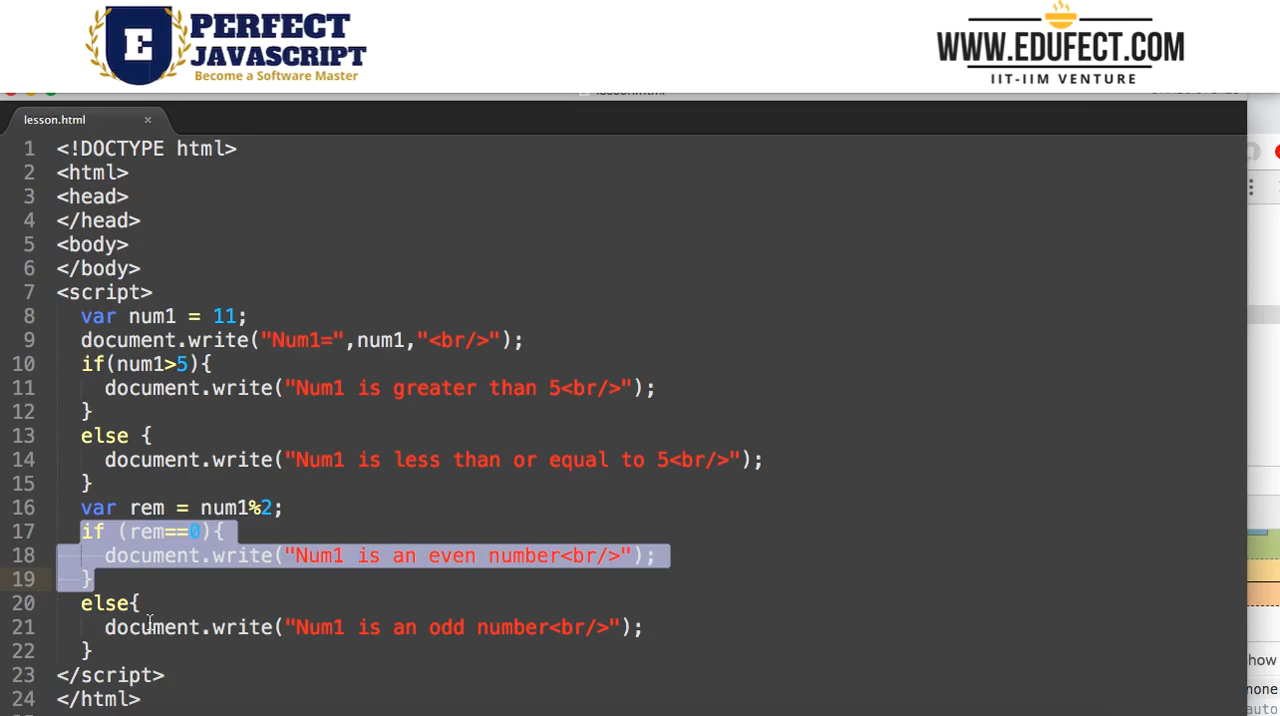 E
PERFECT
JAVASCRIPT
Become a Software Master
WWW.EDUFECT.COM
IIT-IIM VENTURE
lesson.html ×
1 <!DOCTYPE html>
2 <html>
3 <head>
4 </head>
5 <body>
6 </body>
7 <script>
8 var num1 = 11;
9 document.write("Num1=",num1,"<br/>");
10 if(num1>5){
11 document.write("Num1 is greater than 5<br/>");
12 }
13 else {
14 document.write("Num1 is less than or equal to 5<br/>");
15 }
16 var rem = num1%2;
17 if (rem==0){
18 document.write("Num1 is an even number<br/>");
19 }
20 else{
21 document.write("Num1 is an odd number<br/>");
22 }
23 </script>
24 </html>
how
none
auto